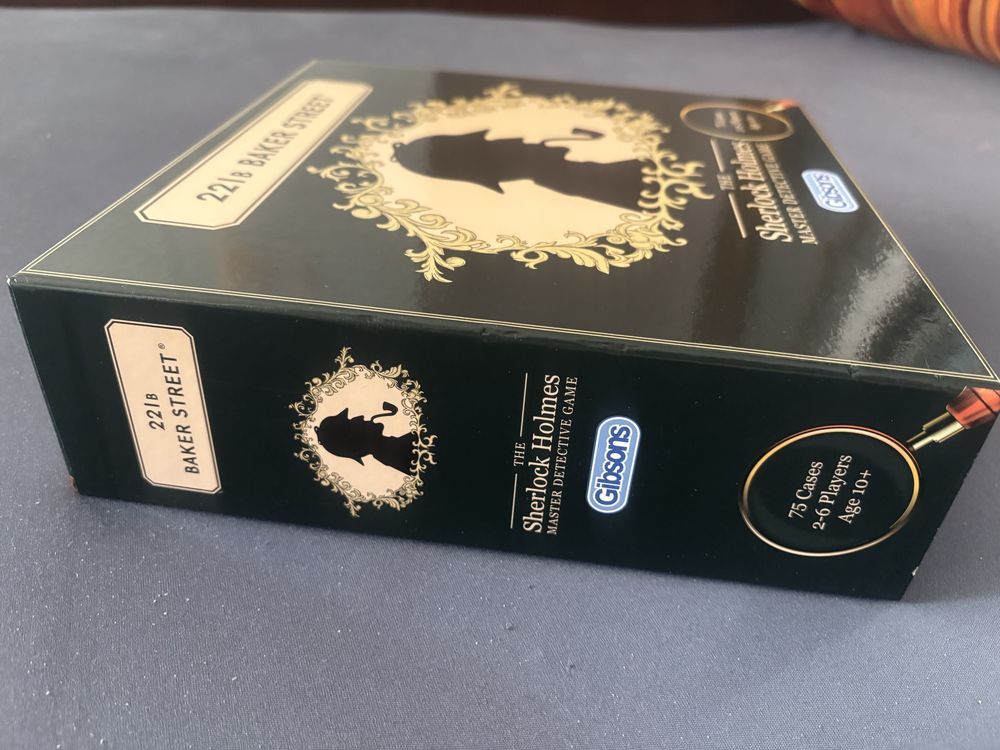 221B BAKER STREET
THE
Sherlock Holmes
MASTER DETECTIVE GAME
Gibsons
221B
BAKER STREET®
THE
Sherlock Holmes
MASTER DETECTIVE GAME
Gibsons
75 Cases
2-6 Players
Age 10+